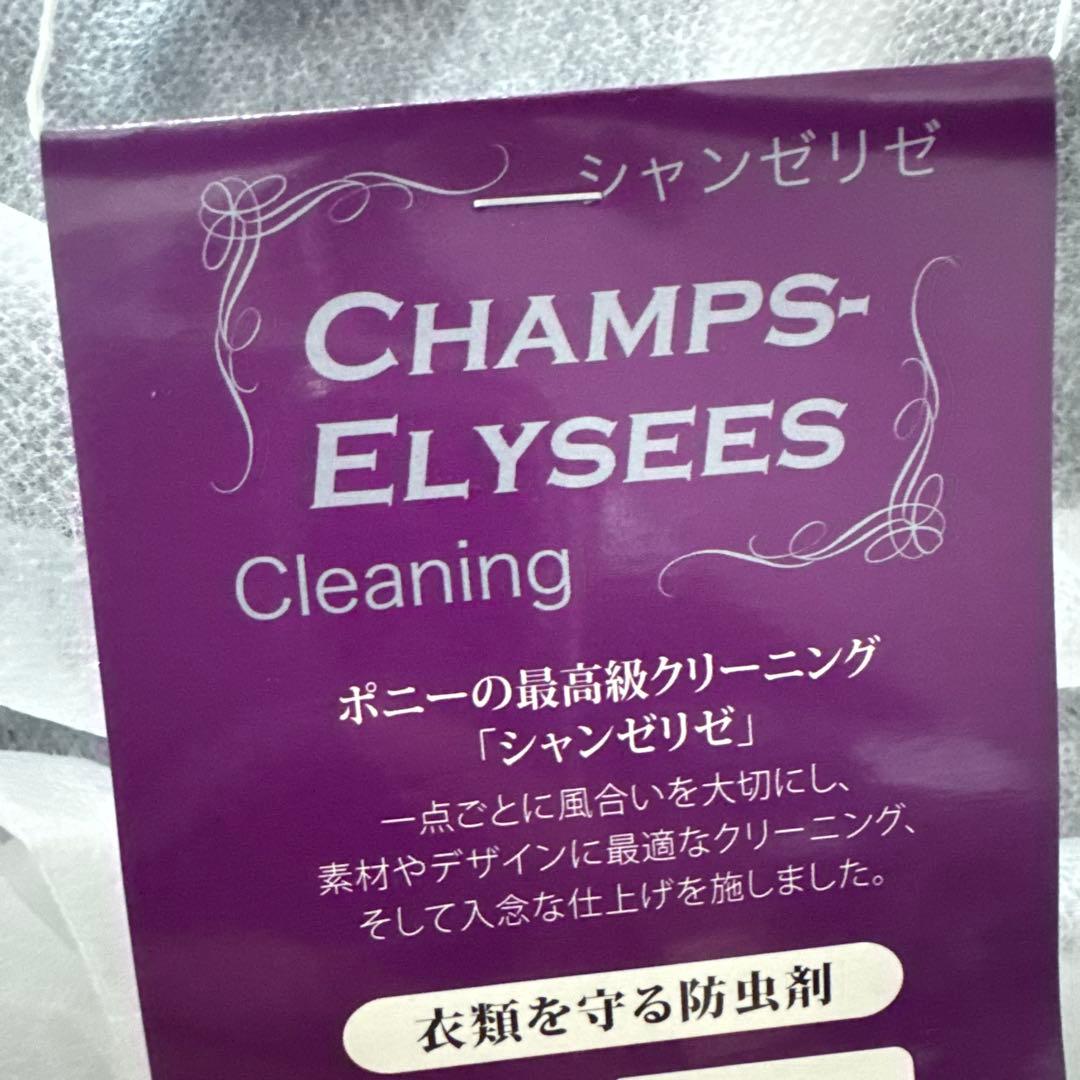 シャンゼリゼ
CHAMPS-
ELYSEES
Cleaning
ポニーの最高級クリーニング
「シャンゼリゼ」
一点ごとに風合いを大切にし、
素材やデザインに最適なクリーニング、
そして入念な仕上げを施しました。
衣類を守る防虫剤